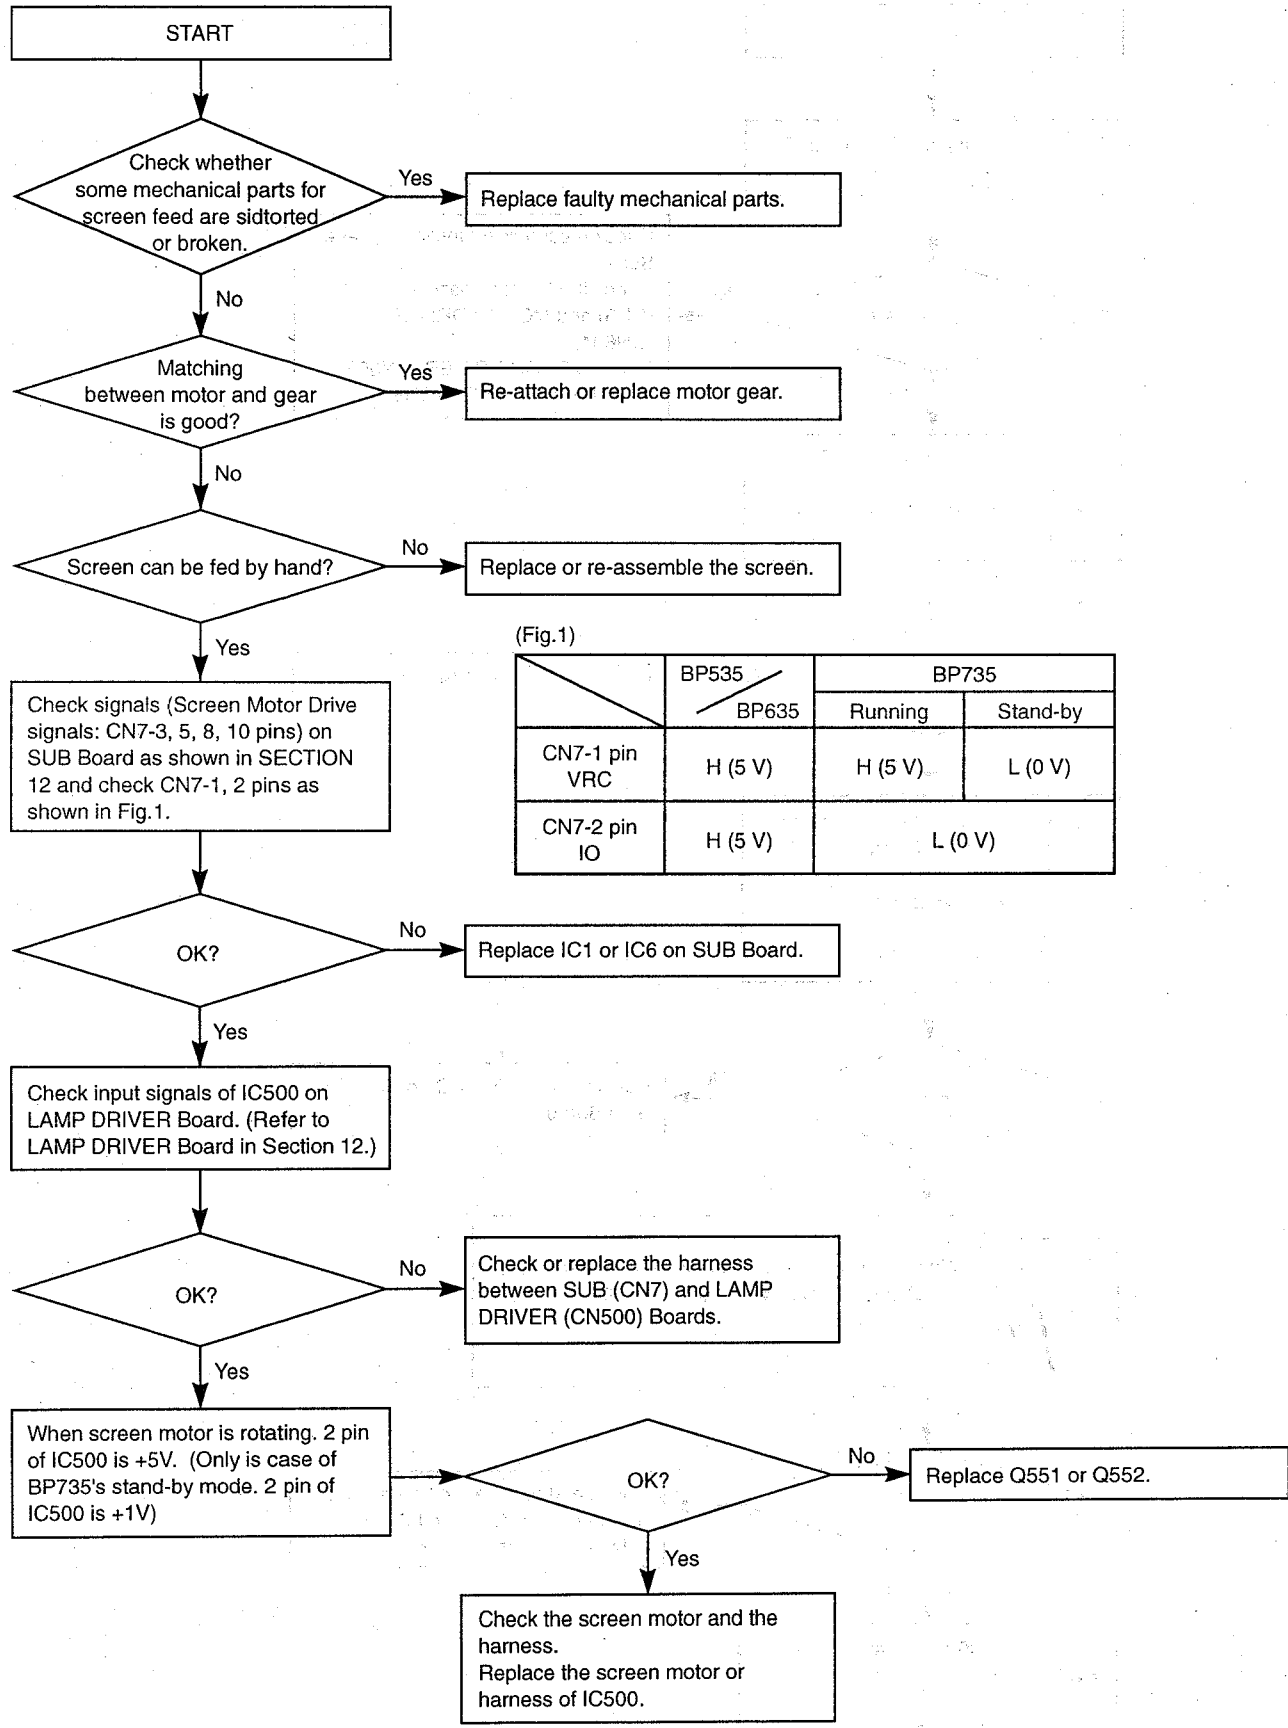 START
Check whether
some mechanical parts for
screen feed are sidtorted
or broken.
Yes
Replace faulty mechanical parts.
No
Matching
between motor and gear
is good?
Yes
Re-attach or replace motor gear.
No
Screen can be fed by hand?
No
Replace or re-assemble the screen.
Yes
Check signals (Screen Motor Drive
signals: CN7-3, 5, 8, 10 pins) on
SUB Board as shown in SECTION
12 and check CN7-1, 2 pins as
shown in Fig.1.
(Fig.1)
BP535
BP635
BP735
Running
Stand-by
CN7-1 pin
VRC
H (5 V)
H (5 V)
L (0 V)
CN7-2 pin
IO
H (5 V)
L (0 V)
OK?
No
Replace IC1 or IC6 on SUB Board.
Yes
Check input signals of IC500 on
LAMP DRIVER Board. (Refer to
LAMP DRIVER Board in Section 12.)
OK?
No
Check or replace the harness
between SUB (CN7) and LAMP
DRIVER (CN500) Boards.
Yes
When screen motor is rotating. 2 pin
of IC500 is +5V. (Only is case of
BP735's stand-by mode. 2 pin of
IC500 is +1V)
OK?
No
Replace Q551 or Q552.
Yes
Check the screen motor and the
harness.
Replace the screen motor or
harness of IC500.